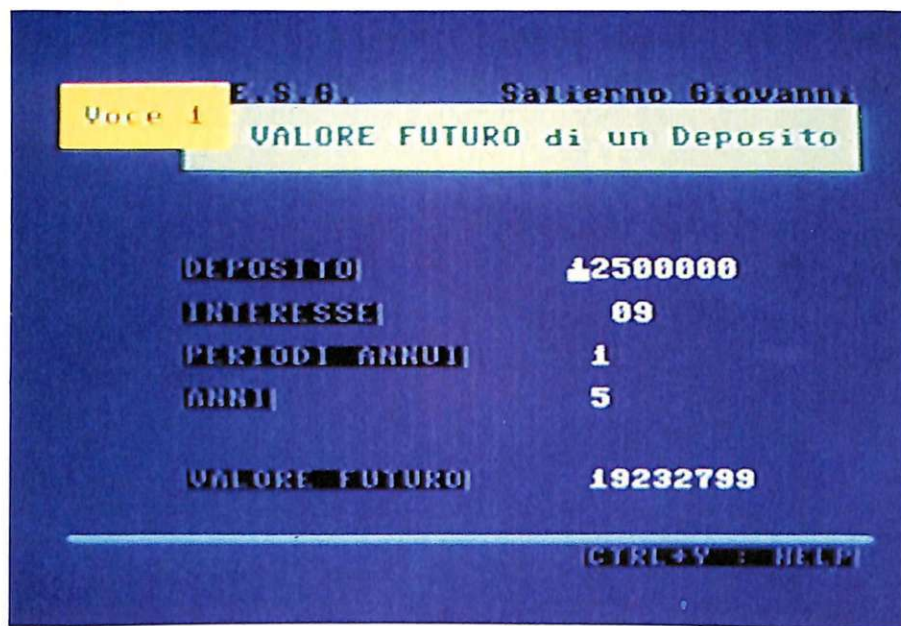 E.S.G. Salierno Giovanni
Voce 1
VALORE FUTURO di un Deposito
DEPOSITO 12500000
INTERESSE 09
PERIODI ANNUI 1
ANNI 5
VALORE FUTURO 19232799
CTRL+Y : HELP